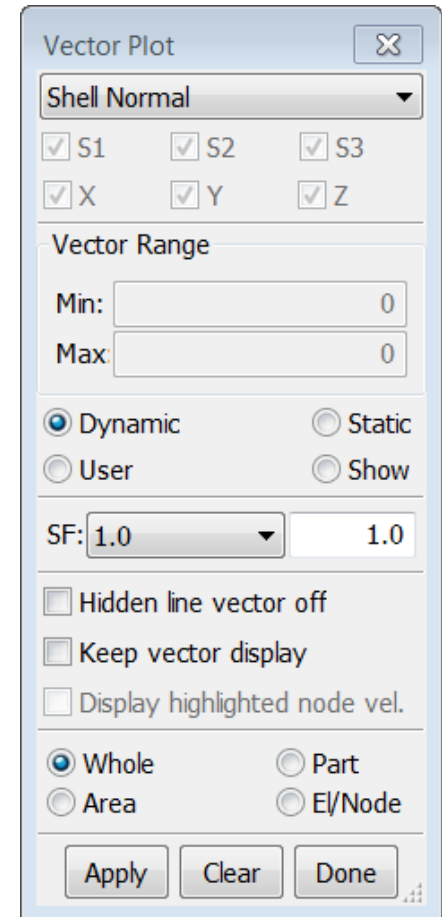 Vector Plot
Shell Normal
S1 S2 S3
X Y Z
Vector Range
Min: 0
Max: 0
Dynamic Static
User Show
SF: 1.0 1.0
Hidden line vector off
Keep vector display
Display highlighted node vel.
Whole Part
Area El/Node
Apply Clear Done